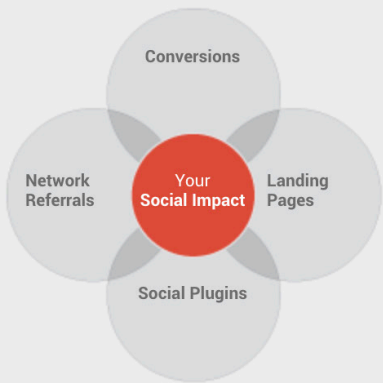 Conversions
Network
Referrals
Your
Social Impact
Landing
Pages
Social Plugins